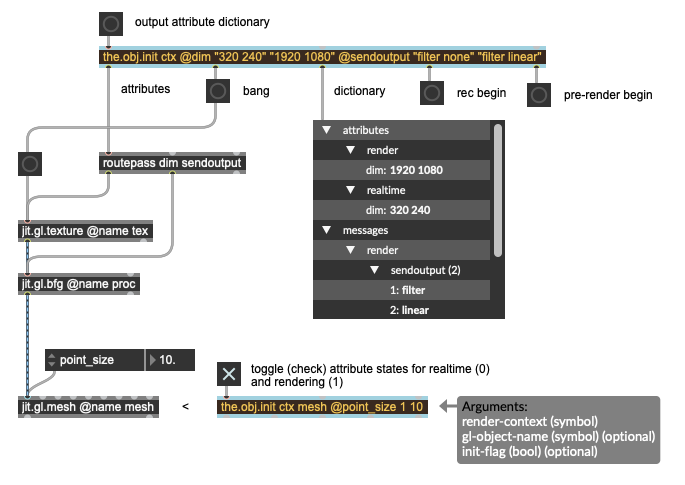 output attribute dictionary
the.obj.init ctx @dim "320 240" "1920 1080" @sendoutput "filter none" "filter linear"
attributes
bang
dictionary
rec begin
pre-render begin
attributes
render
dim: 1920 1080
realtime
dim: 320 240
messages
render
sendoutput (2)
1: filter
2: linear
routepass dim sendoutput
jit.gl.texture @name tex
jit.gl.bfg @name proc
point_size
10.
toggle (check) attribute states for realtime (0)
and rendering (1)
jit.gl.mesh @name mesh
<
the.obj.init ctx mesh @point_size 1 10
Arguments:
render-context (symbol)
gl-object-name (symbol) (optional)
init-flag (bool) (optional)